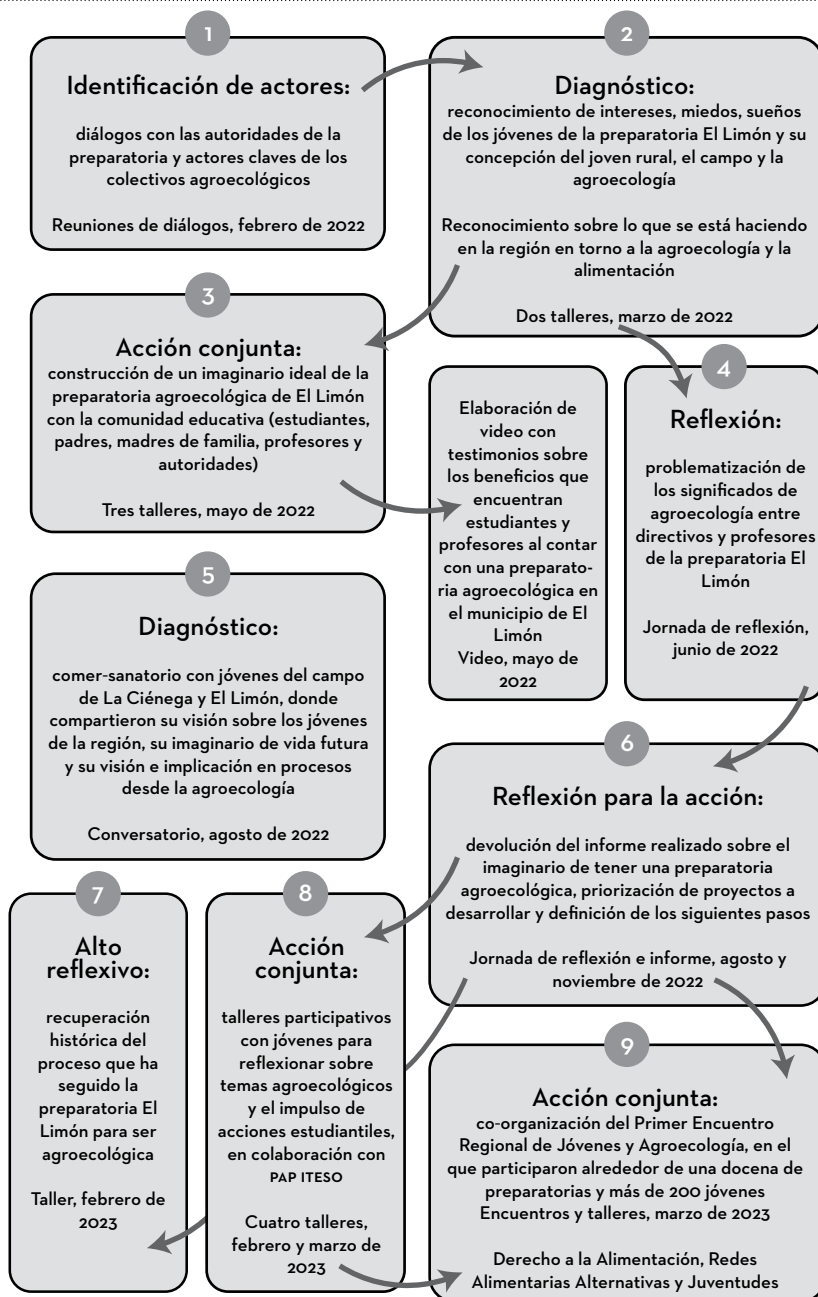 1
Identificación de actores:
diálogos con las autoridades de la
preparatoria y actores claves de los
colectivos agroecológicos
Reuniones de diálogos, febrero de 2022
2
Diagnóstico:
reconocimiento de intereses, miedos, sueños
de los jóvenes de la preparatoria El Limón y su
concepción del joven rural, el campo y la
agroecología
Reconocimiento sobre lo que se está haciendo
en la región en torno a la agroecología y la
alimentación
Dos talleres, marzo de 2022
3
Acción conjunta:
construcción de un imaginario ideal de la
preparatoria agroecológica de El Limón
con la comunidad educativa (estudiantes,
padres, madres de familia, profesores y
autoridades)
Tres talleres, mayo de 2022
Elaboración de
video con
testimonios sobre
los beneficios que
encuentran
estudiantes y
profesores al contar
con una preparato-
ria agroecológica en
el municipio de El
Limón
Video, mayo de
2022
4
Reflexión:
problematización de
los significados de
agroecología entre
directivos y profesores
de la preparatoria El
Limón
Jornada de reflexión,
junio de 2022
5
Diagnóstico:
comer-sanatorio con jóvenes del campo
de La Ciénega y El Limón, donde
compartieron su visión sobre los jóvenes
de la región, su imaginario de vida futura
y su visión e implicación en procesos
desde la agroecología
Conversatorio, agosto de 2022
6
Reflexión para la acción:
devolución del informe realizado sobre el
imaginario de tener una preparatoria
agroecológica, priorización de proyectos a
desarrollar y definición de los siguientes pasos
Jornada de reflexión e informe, agosto y
noviembre de 2022
7
Alto
reflexivo:
recuperación
histórica del
proceso que ha
seguido la
preparatoria El
Limón para ser
agroecológica
Taller, febrero de
2023
8
Acción
conjunta:
talleres participativos
con jóvenes para
reflexionar sobre
temas agroecológicos
y el impulso de
acciones estudiantiles,
en colaboración con
PAP ITESO
Cuatro talleres,
febrero y marzo de
2023
9
Acción conjunta:
co-organización del Primer Encuentro
Regional de Jóvenes y Agroecología, en el
que participaron alrededor de una docena de
preparatorias y más de 200 jóvenes
Encuentros y talleres, marzo de 2023
Derecho a la Alimentación, Redes
Alimentarias Alternativas y Juventudes